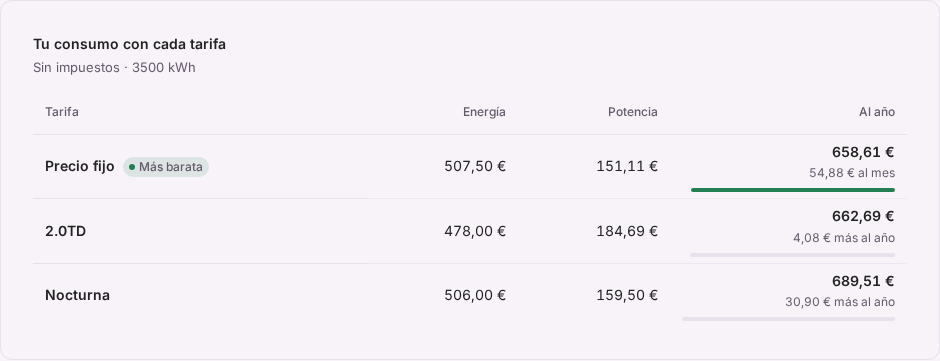 Tu consumo con cada tarifa
Sin impuestos · 3500 kWh
Tarifa Energía Potencia Al año
Precio fijo Más barata 507,50 € 151,11 € 658,61 €
54,88 € al mes
2.0TD 478,00 € 184,69 € 662,69 €
4,08 € más al año
Nocturna 506,00 € 159,50 € 689,51 €
30,90 € más al año